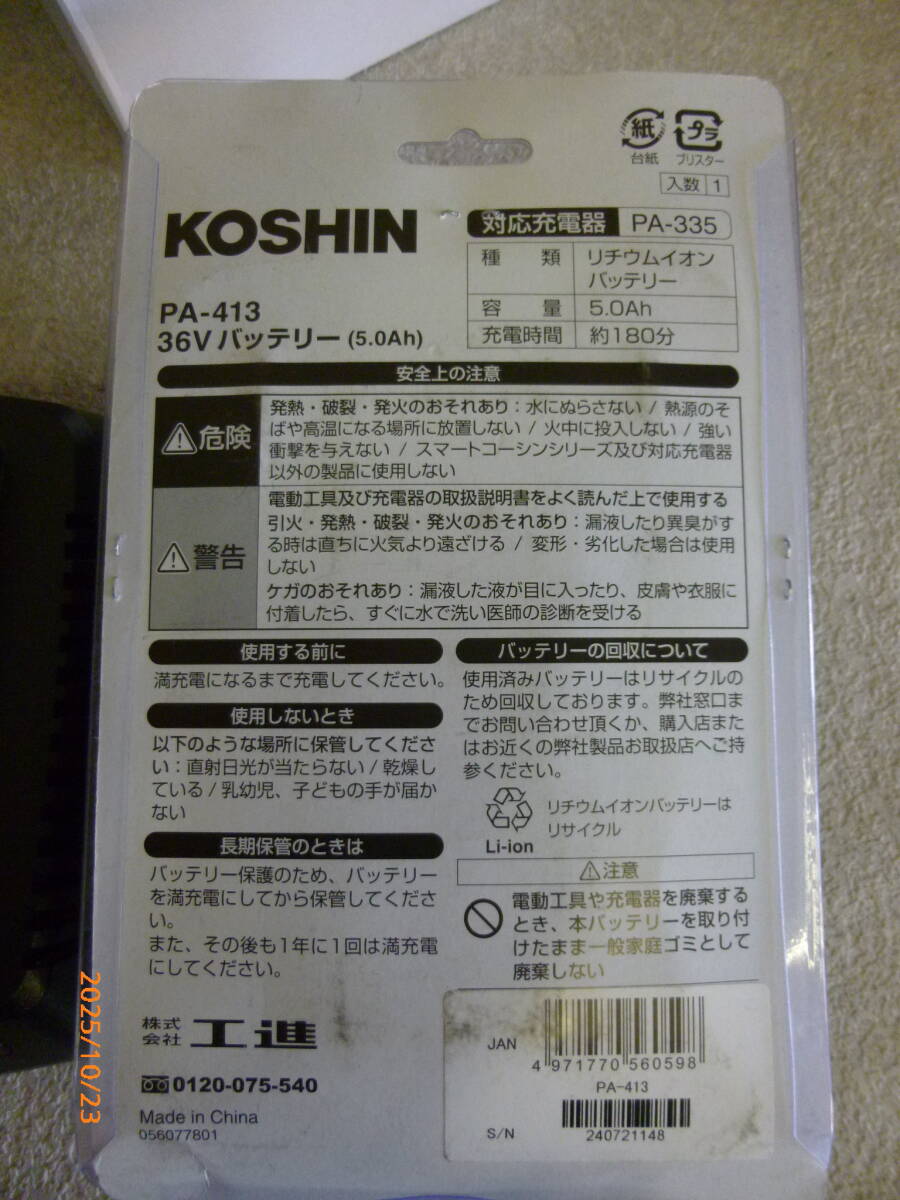 紙
プラ
台紙 ブリスター
入数 1
KOSHIN
対応充電器 PA-335
種類 リチウムイオン
バッテリー
容量 5.0Ah
充電時間 約180分
PA-413
36V バッテリー (5.0Ah)
安全上の注意
危険
発熱・破裂・発火のおそれあり：水にぬらさない / 熱源のそ
ばや高温になる場所に放置しない / 火中に投入しない / 強い
衝撃を与えない / スマートコーシンシリーズ及び対応充電器
以外の製品に使用しない
警告
電動工具及び充電器の取扱説明書をよく読んだ上で使用する
引火・発熱・破裂・発火のおそれあり：漏液したり異臭がす
る時は直ちに火気より遠ざける / 変形・劣化した場合は使用
しない
ケガのおそれあり：漏液した液が目に入ったり、皮膚や衣服に
付着したら、すぐに水で洗い医師の診断を受ける
使用する前に
満充電になるまで充電してください。
使用しないとき
以下のような場所に保管してくださ
い：直射日光が当たらない / 乾燥し
ている / 乳幼児、子どもの手が届か
ない
長期保管のときは
バッテリー保護のため、バッテリー
を満充電にしてから保管してくださ
い。
また、その後も1年に1回は満充電
にしてください。
バッテリーの回収について
使用済みバッテリーはリサイクルの
ため回収しております。弊社窓口ま
でお問い合わせ頂くか、購入店また
はお近くの弊社製品お取扱店へご持
参ください。
Li-ion
リチウムイオンバッテリーは
リサイクル
注意
電動工具や充電器を廃棄する
とき、本バッテリーを取り付
けたまま一般家庭ゴミとして
廃棄しない
株式
会社 工進
0120-075-540
Made in China
056077801
JAN
4 971770 560598
PA-413
S/N
240721148
2025/10/23